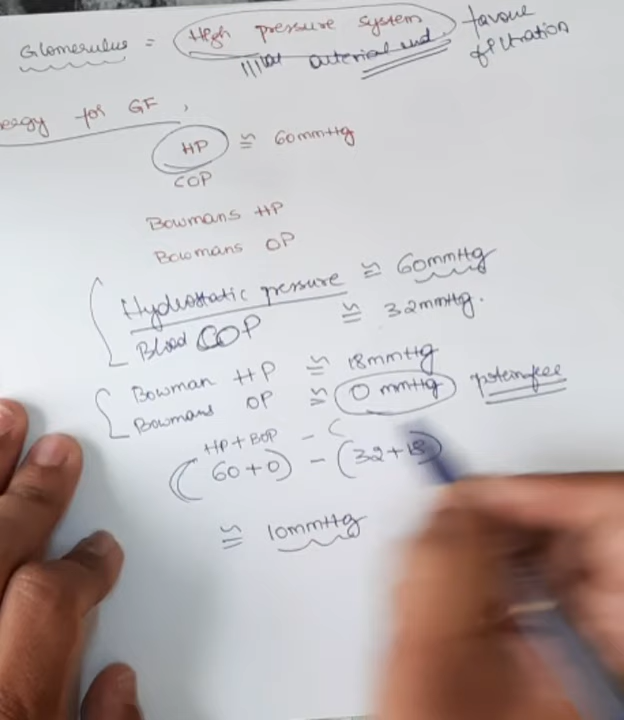 Glomerulus = High pressure system favour
arterial end filtration
for GF,
HP ≅ 60mmHg
COP
Bowmans HP
Bowmans OP
Hydrostatic pressure ≅ 60mmHg
Blood COP ≅ 32mmHg.
Bowman HP ≅ 18mmHg
Bowmans OP ≅ 0 mmHg proteinfree
HP + BOP - (
(60+0) - (32+18)
≅ 10mmHg